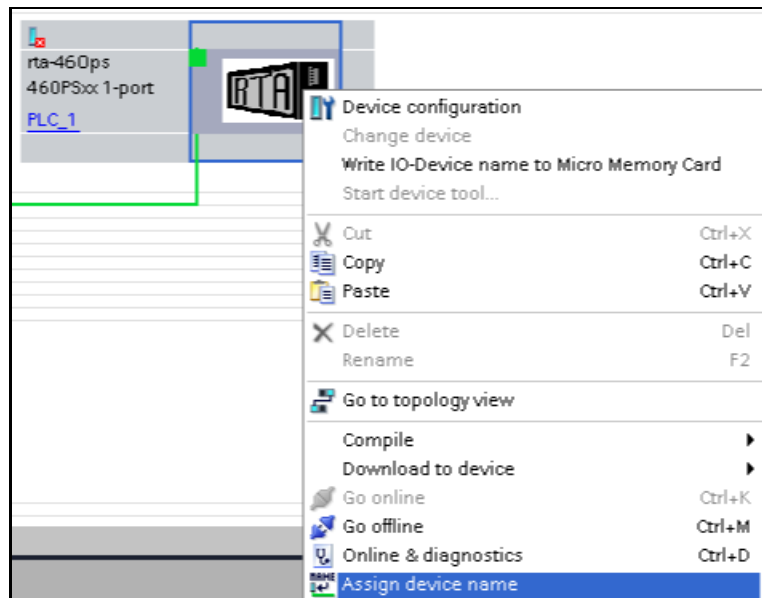 rta-460ps
460PSxx 1-port
PLC_1
RTA
Device configuration
Change device
Write IO-Device name to Micro Memory Card
Start device tool...
Cut Ctrl+X
Copy Ctrl+C
Paste Ctrl+V
Delete Del
Rename F2
Go to topology view
Compile
Download to device
Go online Ctrl+K
Go offline Ctrl+M
Online & diagnostics Ctrl+D
NAME
Assign device name